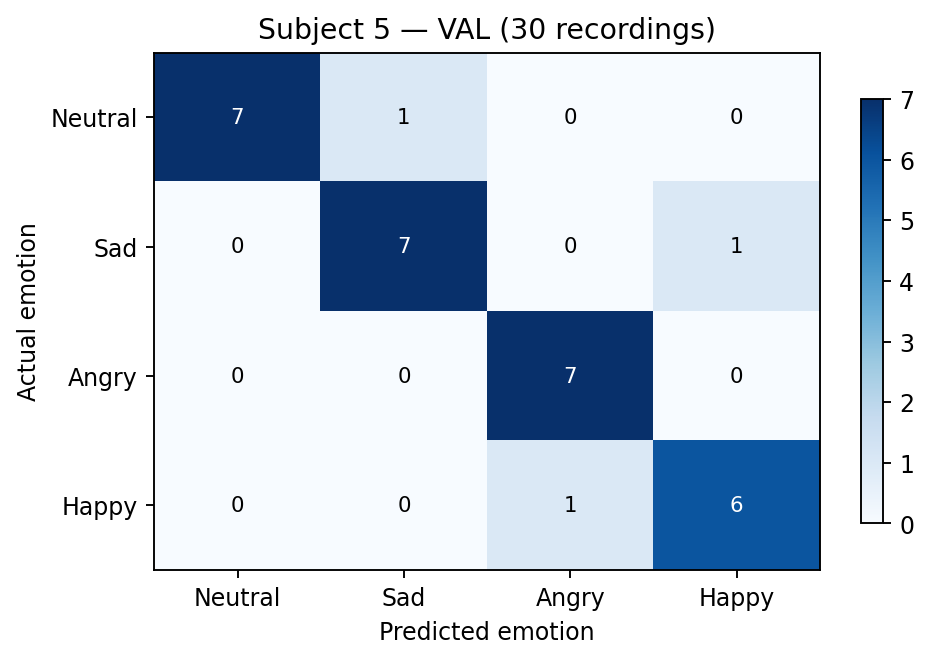 Subject 5 — VAL (30 recordings)
Actual emotion
Neutral 7 1 0 0
Sad 0 7 0 1
Angry 0 0 7 0
Happy 0 0 1 6
Neutral Sad Angry Happy
Predicted emotion
7
6
5
4
3
2
1
0